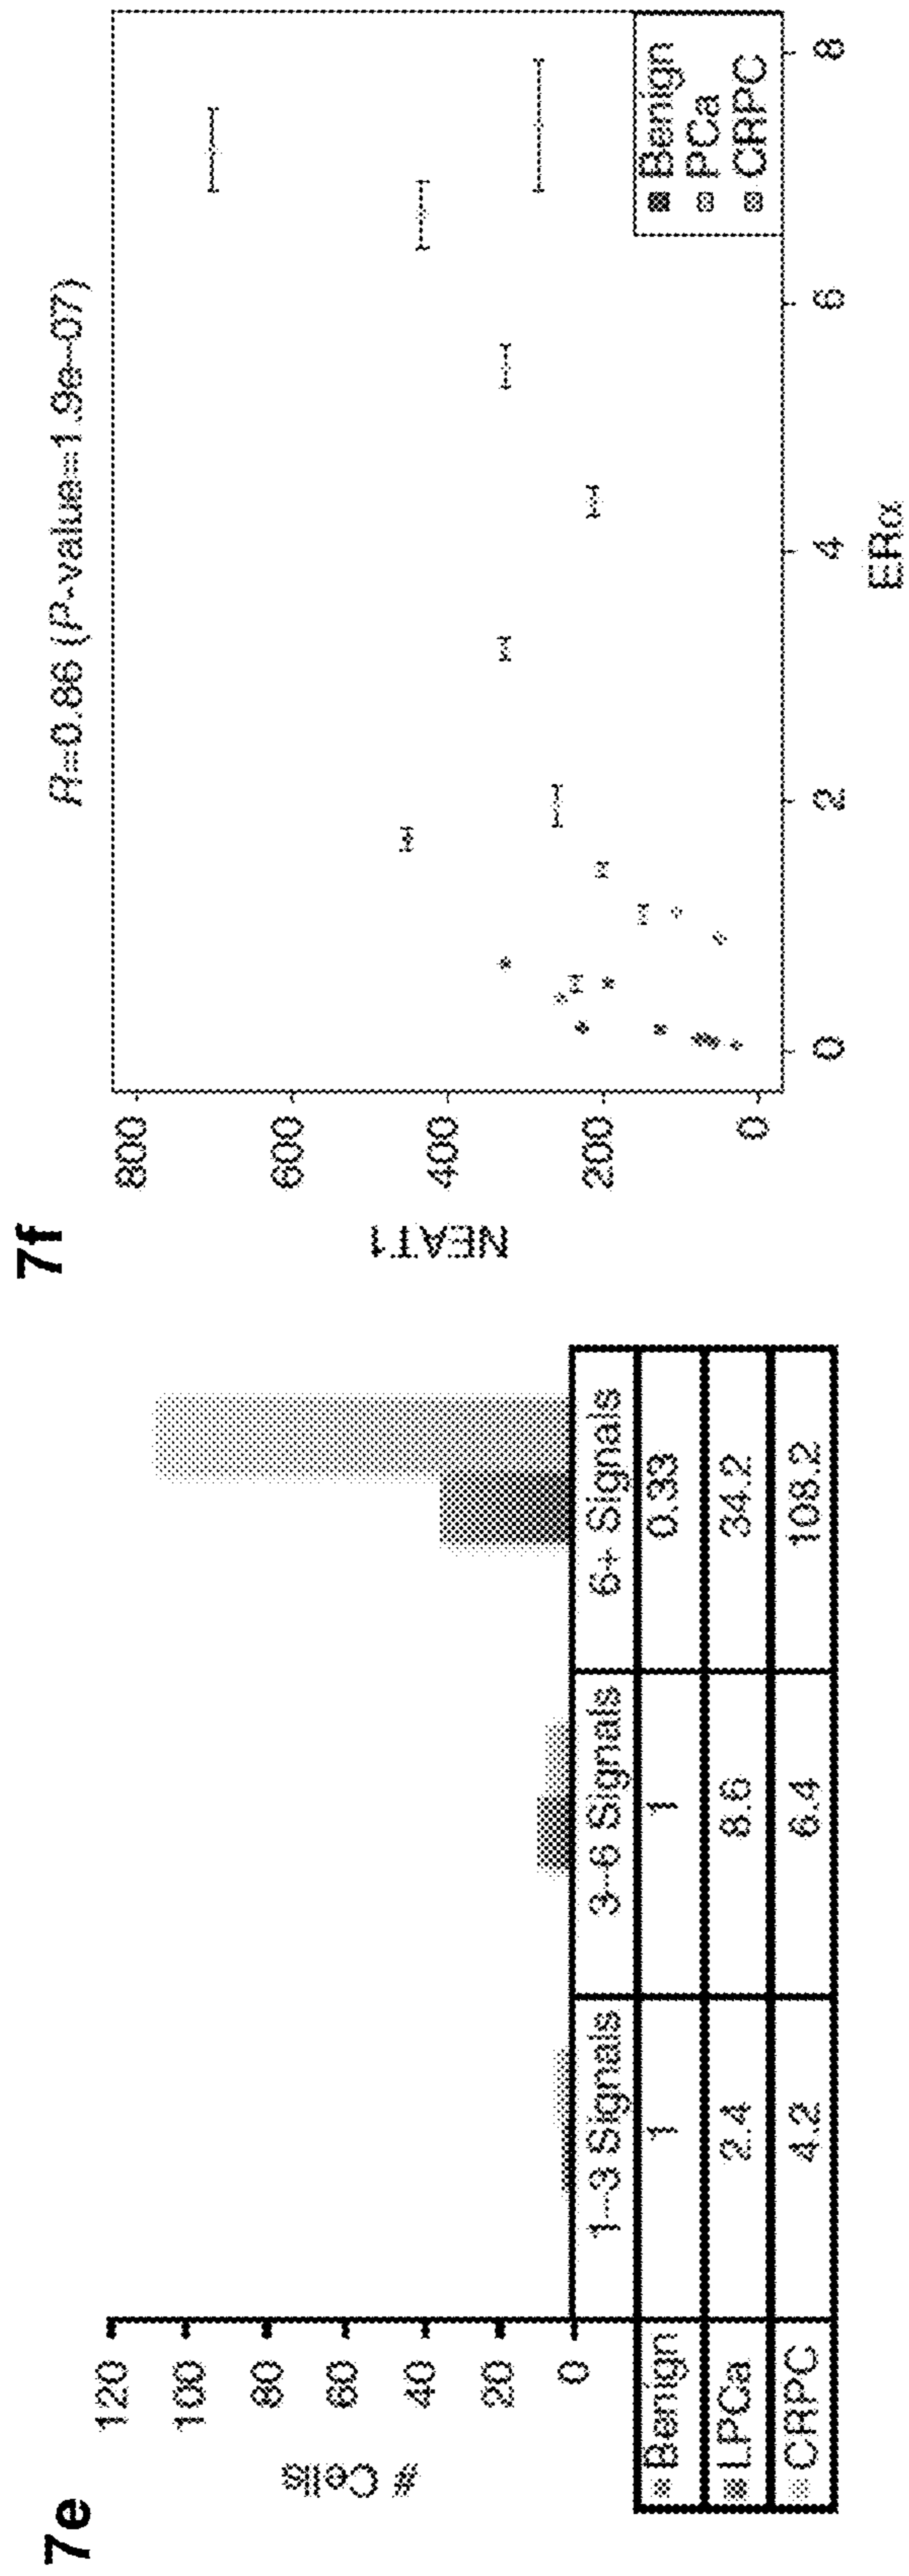 7e
# Cells
120
100
80
60
40
20
0
1-3 Signals 3-6 Signals 6+ Signals
Benign 1 1 0.33
LPCa 2.4 8.6 34.2
CRPC 4.2 6.4 108.2
7f
R=0.86 (P-value=1.9e-07)
NEAT1
800
600
400
200
0
0 2 4 6 8
ERα
Benign
PCa
CRPC